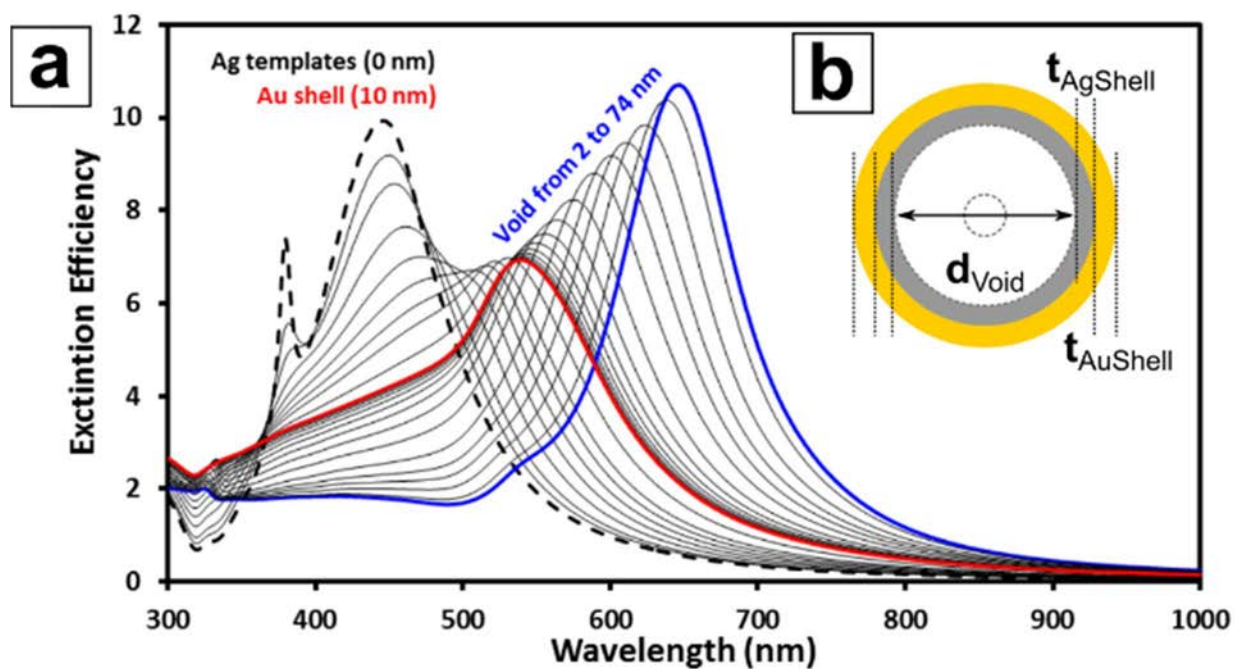 a
b
Ag templates (0 nm)
Au shell (10 nm)
Void from 2 to 74 nm
tAgShell
dVoid
tAuShell
Exctintion Efficiency
12
10
8
6
4
2
0
300 400 500 600 700 800 900 1000
Wavelength (nm)